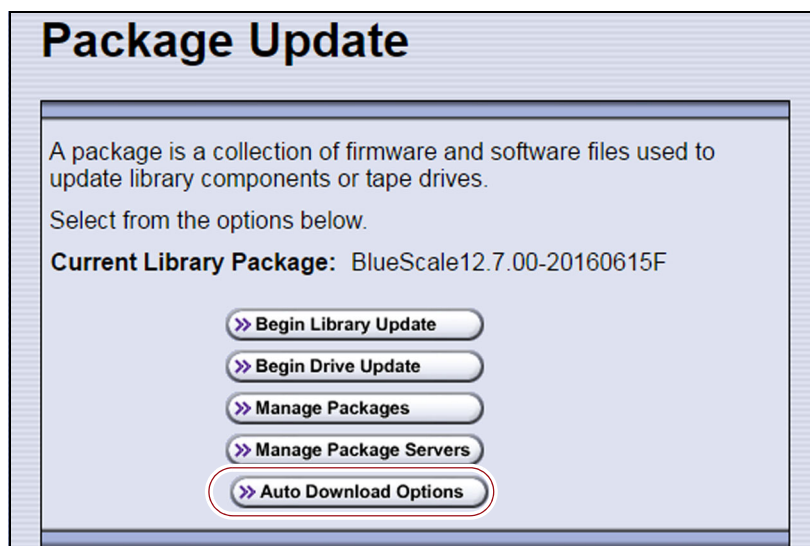 Package Update
A package is a collection of firmware and software files used to
update library components or tape drives.
Select from the options below.
Current Library Package: BlueScale12.7.00-20160615F
Begin Library Update
Begin Drive Update
Manage Packages
Manage Package Servers
Auto Download Options